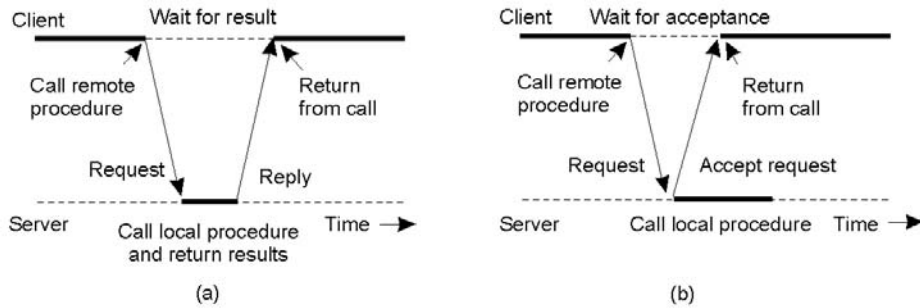 Client
Wait for result
Call remote
procedure
Return
from call
Request
Reply
Server
Call local procedure
and return results
Time
(a)
Client
Wait for acceptance
Call remote
procedure
Return
from call
Request
Accept request
Server
Call local procedure
Time
(b)